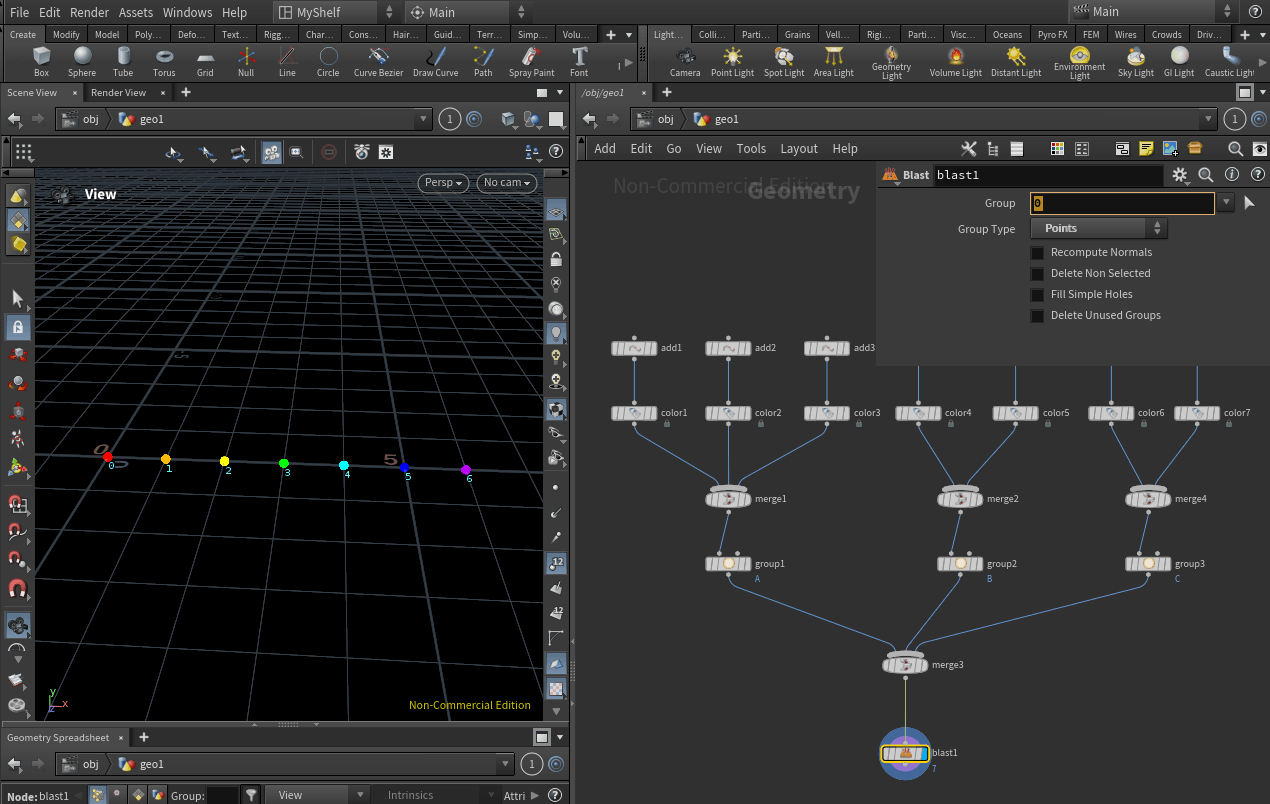 File Edit Render Assets Windows Help MyShelf Main Main
Create Modify Model Poly... Defo... Text... Rigg... Char... Cons... Hair... Guid... Terr... Simp... Volu... Light... Colli... Parti... Grains Vell... Rigi... Parti... Visc... Oceans Pyro FX FEM Wires Crowds Driv...
Box Sphere Tube Torus Grid Null Line Circle Curve Bezier Draw Curve Path Spray Paint Font Camera Point Light Spot Light Area Light Geometry Light Volume Light Distant Light Environment Light Sky Light GI Light Caustic Light
Scene View × Render View × /obj/geo1 ×
obj geo1 1 obj geo1 1
Add Edit Go View Tools Layout Help
View Persp No cam
Non-Commercial Edition Geometry
Blast blast1
Group 0
Group Type Points
Recompute Normals
Delete Non Selected
Fill Simple Holes
Delete Unused Groups
add1 add2 add3
color1 color2 color3 color4 color5 color6 color7
0 5
0 1 2 3 4 5 6
merge1 merge2 merge4
group1 group2 group3
A B C
merge3
12
12
y
x
z
Non-Commercial Edition
blast1
7
Geometry Spreadsheet ×
obj geo1 1
Node: blast1 Group: View Intrinsics Attri